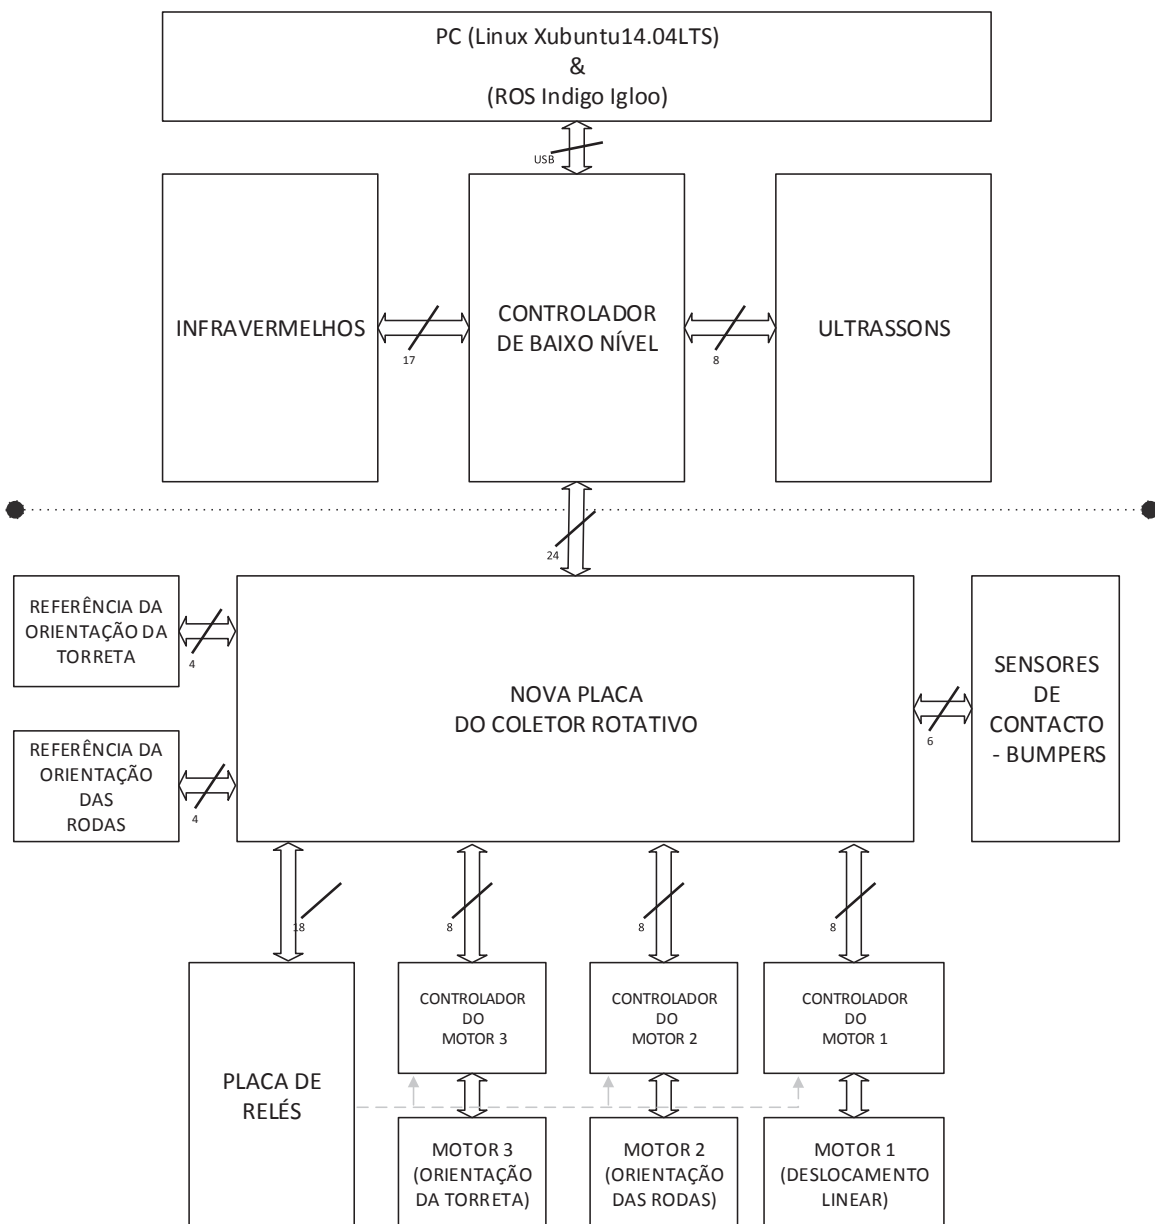 PC (Linux Xubuntu14.04LTS)
&
(ROS Indigo Igloo)
USB
INFRAVERMELHOS
17
CONTROLADOR
DE BAIXO NÍVEL
8
ULTRASSONS
24
REFERÊNCIA DA
ORIENTAÇÃO DA
TORRETA
4
REFERÊNCIA DA
ORIENTAÇÃO
DAS
RODAS
4
NOVA PLACA
DO COLETOR ROTATIVO
6
SENSORES
DE
CONTACTO
- BUMPERS
18
8
8
8
PLACA DE
RELÉS
CONTROLADOR
DO
MOTOR 3
CONTROLADOR
DO
MOTOR 2
CONTROLADOR
DO
MOTOR 1
MOTOR 3
(ORIENTAÇÃO
DA TORRETA)
MOTOR 2
(ORIENTAÇÃO
DAS RODAS)
MOTOR 1
(DESLOCAMENTO
LINEAR)